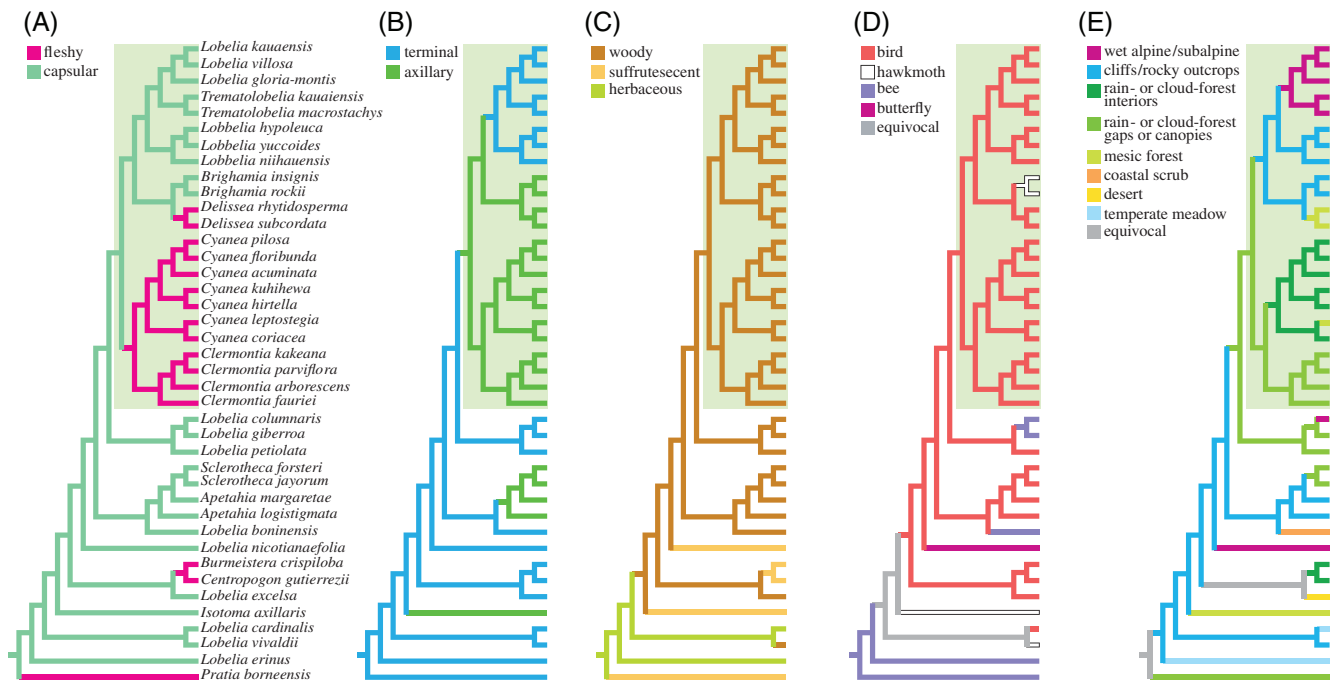 (A)
fleshy
capsular
Lobelia kauaensis
Lobelia villosa
Lobelia gloria-montis
Trematolobelia kauaiensis
Trematolobelia macrostachys
Lobbelia hypoleuca
Lobbelia yuccoides
Lobbelia niihauensis
Brighamia insignis
Brighamia rockii
Delissea rhytidosperma
Delissea subcordata
Cyanea pilosa
Cyanea floribunda
Cyanea acuminata
Cyanea kuhihewa
Cyanea hirtella
Cyanea leptostegia
Cyanea coriacea
Clermontia kakeana
Clermontia parviflora
Clermontia arborescens
Clermontia fauriei
Lobelia columnaris
Lobelia giberroa
Lobelia petiolata
Sclerotheca forsteri
Sclerotheca jayorum
Apetahia margaretae
Apetahia logistigmata
Lobelia boninensis
Lobelia nicotianaefolia
Burmeistera crispiloba
Centropogon gutierrezii
Lobelia excelsa
Isotoma axillaris
Lobelia cardinalis
Lobelia vivaldii
Lobelia erinus
Pratia borneensis
(B)
terminal
axillary
(C)
woody
suffrutesecent
herbaceous
(D)
bird
hawkmoth
bee
butterfly
equivocal
(E)
wet alpine/subalpine
cliffs/rocky outcrops
rain- or cloud-forest
interiors
rain- or cloud-forest
gaps or canopies
mesic forest
coastal scrub
desert
temperate meadow
equivocal